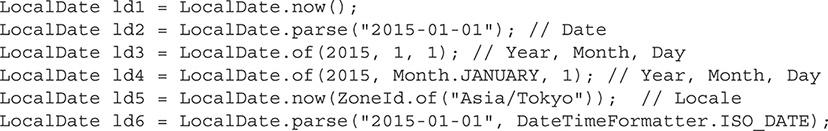 LocalDate ld1 = LocalDate.now();
LocalDate ld2 = LocalDate.parse("2015-01-01"); // Date
LocalDate ld3 = LocalDate.of(2015, 1, 1); // Year, Month, Day
LocalDate ld4 = LocalDate.of(2015, Month.JANUARY, 1); // Year, Month, Day
LocalDate ld5 = LocalDate.now(ZoneId.of("Asia/Tokyo"));  // Locale
LocalDate ld6 = LocalDate.parse("2015-01-01", DateTimeFormatter.ISO_DATE);